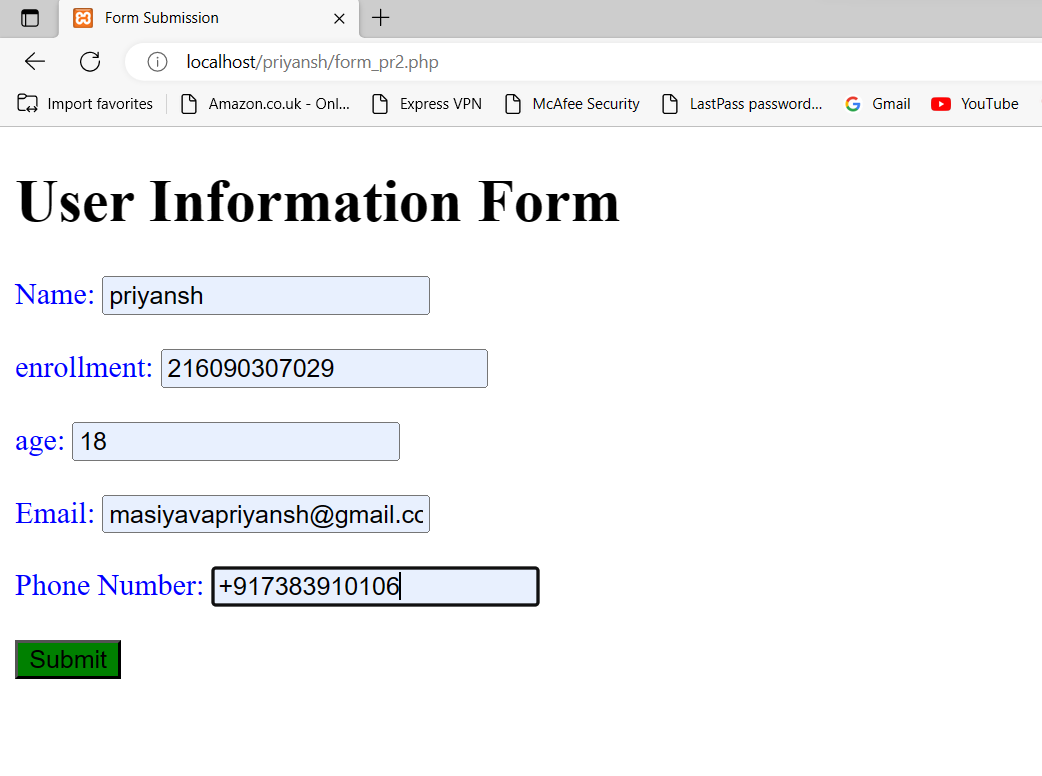 Form Submission
localhost/priyansh/form_pr2.php
Import favorites Amazon.co.uk - Onl... Express VPN McAfee Security LastPass password... Gmail YouTube
User Information Form
Name: priyansh
enrollment: 216090307029
age: 18
Email: masiyavapriyansh@gmail.cc
Phone Number: +917383910106
Submit